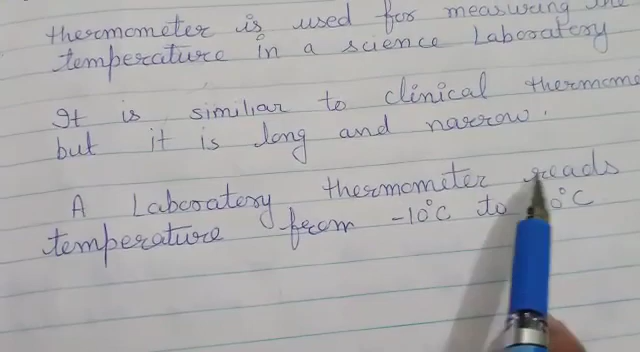 thermometer is used for measuring the
temperature in a science Laboratory
It is similiar to clinical
but it is long and narrow.
A Laboratory thermometer reads
temperature from -10°C to